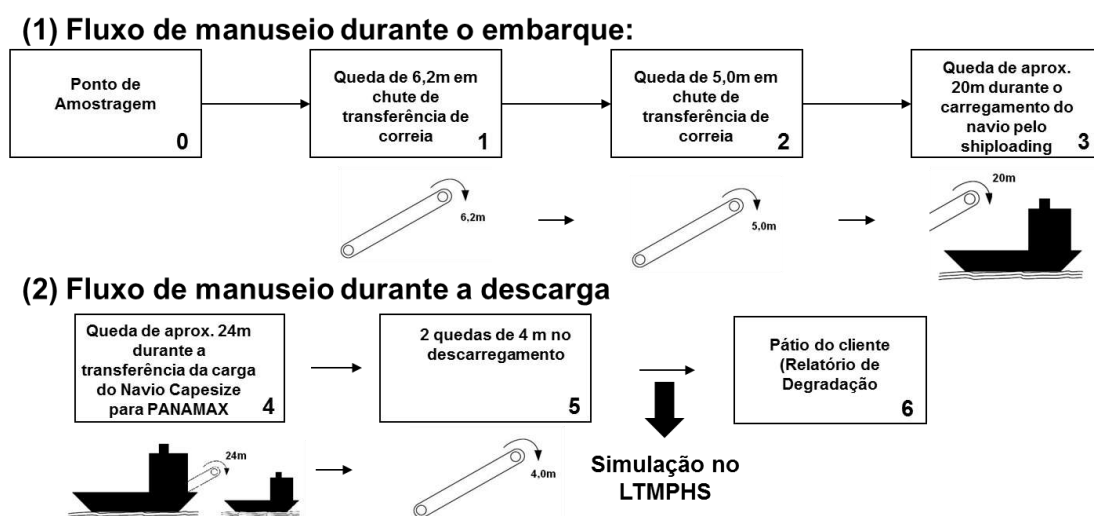 (1) Fluxo de manuseio durante o embarque:
Ponto de
Amostragem
0
Queda de 6,2m em
chute de
transferência de
correia
1
Queda de 5,0m em
chute de
transferência de
correia
2
Queda de aprox.
20m durante o
carregamento do
navio pelo
shiploading
3
6,2m
5,0m
20m
(2) Fluxo de manuseio durante a descarga
Queda de aprox. 24m
durante a
transferência da carga
do Navio Capesize
para PANAMAX
4
2 quedas de 4 m no
descarregamento
5
Pátio do cliente
(Relatório de
Degradação
6
24m
4,0m
Simulação no
LTMPHS